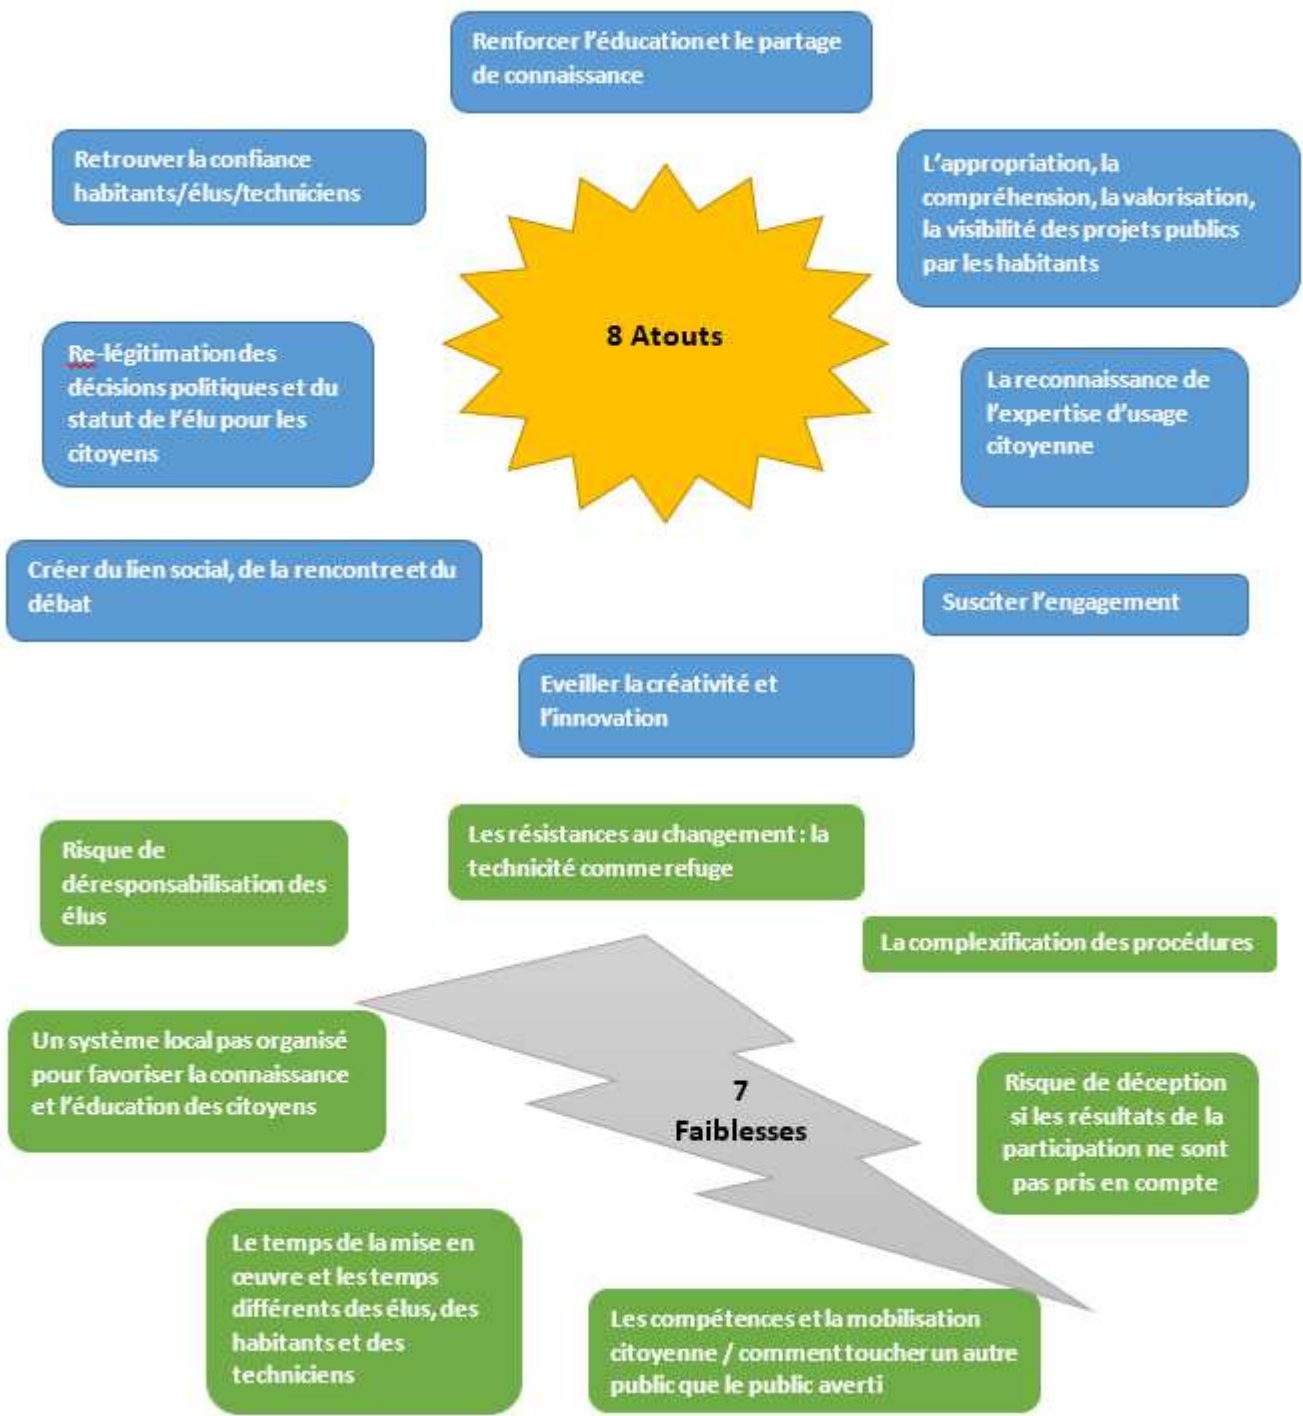 Renforcer l'éducation et le partage
de connaissance
Retrouver la confiance
habitants/élus/techniciens
L'appropriation, la
compréhension, la valorisation,
la visibilité des projets publics
par les habitants
8 Atouts
Re-légitimation des
décisions politiques et du
statut de l'élu pour les
citoyens
La reconnaissance de
l'expertise d'usage
citoyenne
Créer du lien social, de la rencontre et du
débat
Susciter l'engagement
Eveiller la créativité et
l'innovation
Les résistances au changement : la
technicité comme refuge
Risque de
déresponsabilisation des
élus
La complexification des procédures
Un système local pas organisé
pour favoriser la connaissance
et l'éducation des citoyens
7
Faiblesses
Risque de déception
si les résultats de la
participation ne sont
pas pris en compte
Le temps de la mise en
œuvre et les temps
différents des élus, des
habitants et des
techniciens
Les compétences et la mobilisation
citoyenne / comment toucher un autre
public que le public averti